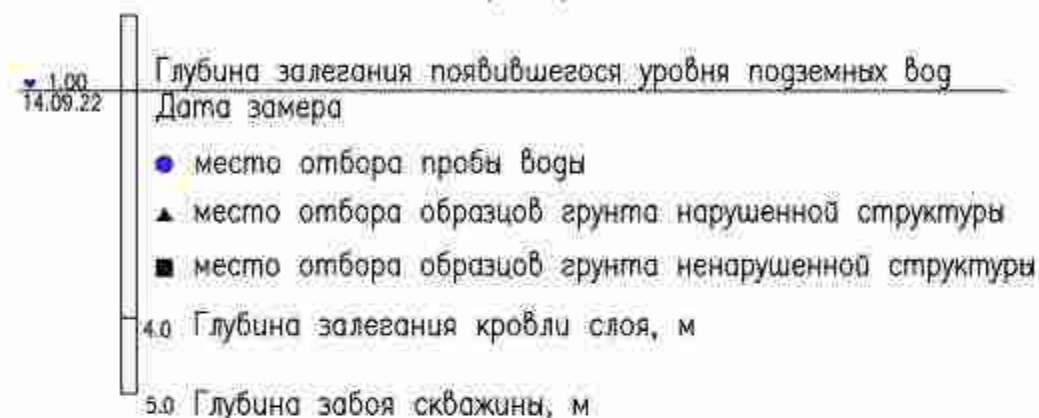 1.00 Глубина залегания появившегося уровня подземных вод
14.09.22 Дата замера
место отбора пробы воды
место отбора образцов грунта нарушенной структуры
место отбора образцов грунта ненарушенной структуры
4.0 Глубина залегания кровли слоя, м
5.0 Глубина забоя скважины, м